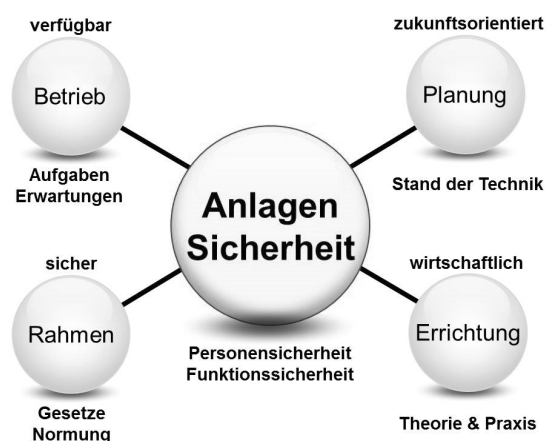 verfügbar
Betrieb
Aufgaben
Erwartungen
zukunftsorientiert
Planung
Stand der Technik
Anlagen
Sicherheit
Personensicherheit
Funktionssicherheit
sicher
Rahmen
Gesetze
Normung
wirtschaftlich
Errichtung
Theorie & Praxis